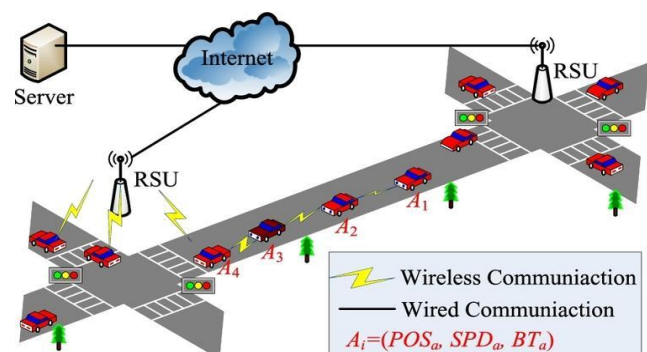 Internet
RSU
Server
RSU
A1
A2
A3
A4
Wireless Communiaction
Wired Communiaction
Ai=(POSa, SPDa, BTa)